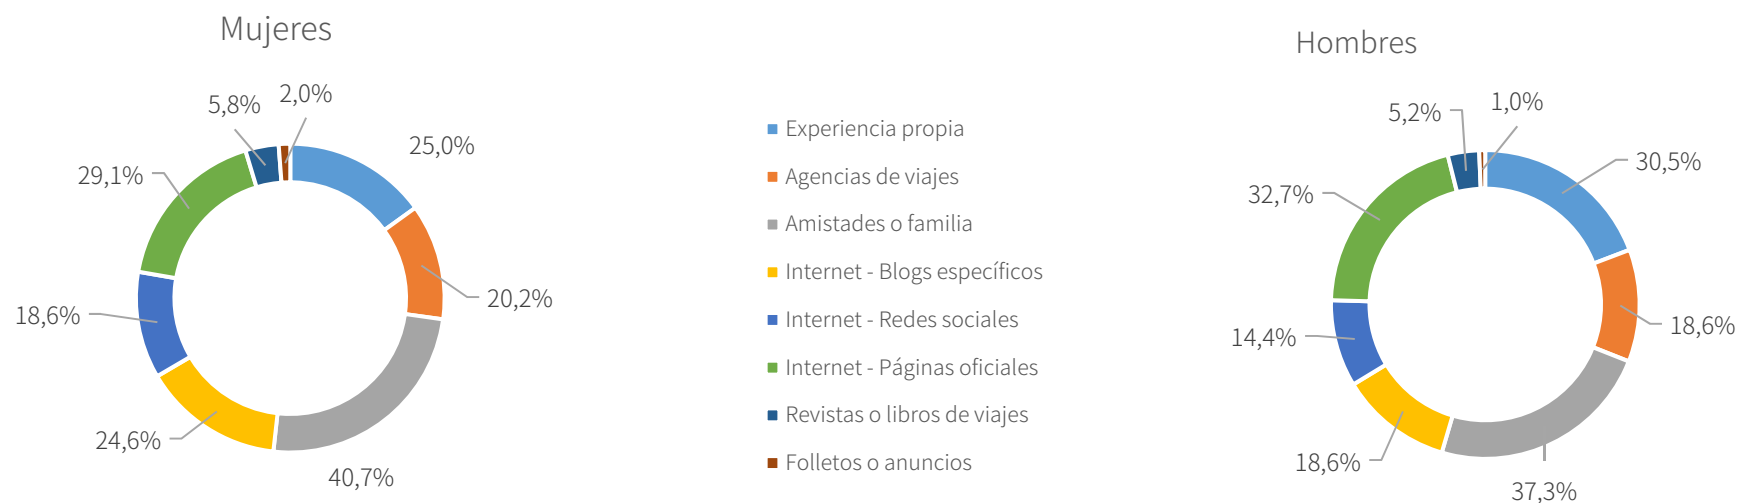 Mujeres
5,8%
2,0%
25,0%
29,1%
20,2%
18,6%
24,6%
40,7%
Experiencia propia
Agencias de viajes
Amistades o familia
Internet - Blogs específicos
Internet - Redes sociales
Internet - Páginas oficiales
Revistas o libros de viajes
Folletos o anuncios
Hombres
5,2%
1,0%
30,5%
32,7%
18,6%
14,4%
18,6%
37,3%